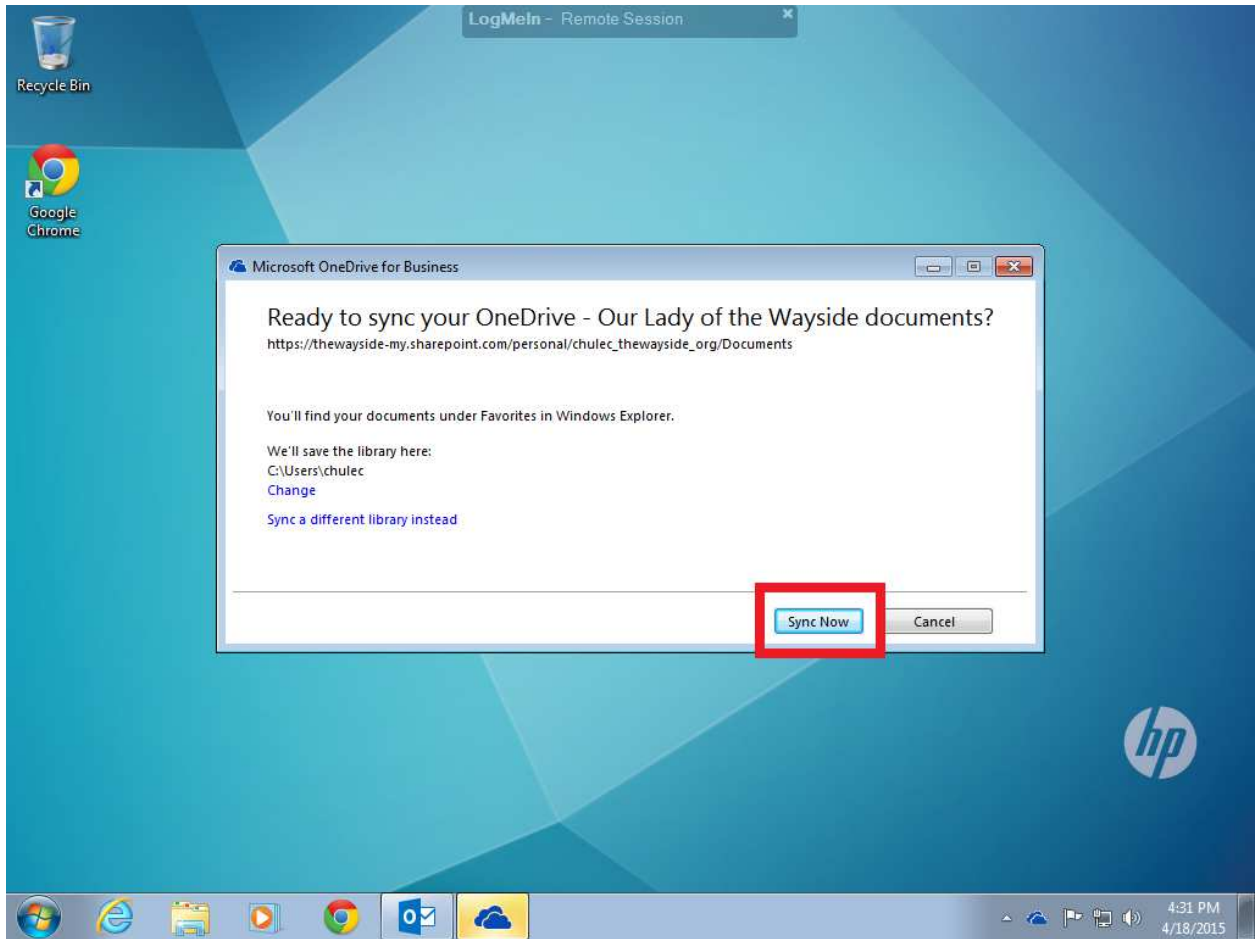 LogMeIn - Remote Session
Recycle Bin
Google
Chrome
Microsoft OneDrive for Business
Ready to sync your OneDrive - Our Lady of the Wayside documents?
https://thewayside-my.sharepoint.com/personal/chulec_thewayside_org/Documents
You'll find your documents under Favorites in Windows Explorer.
We'll save the library here:
C:\Users\chulec
Change
Sync a different library instead
Sync Now
Cancel
hp
4:31 PM
4/18/2015